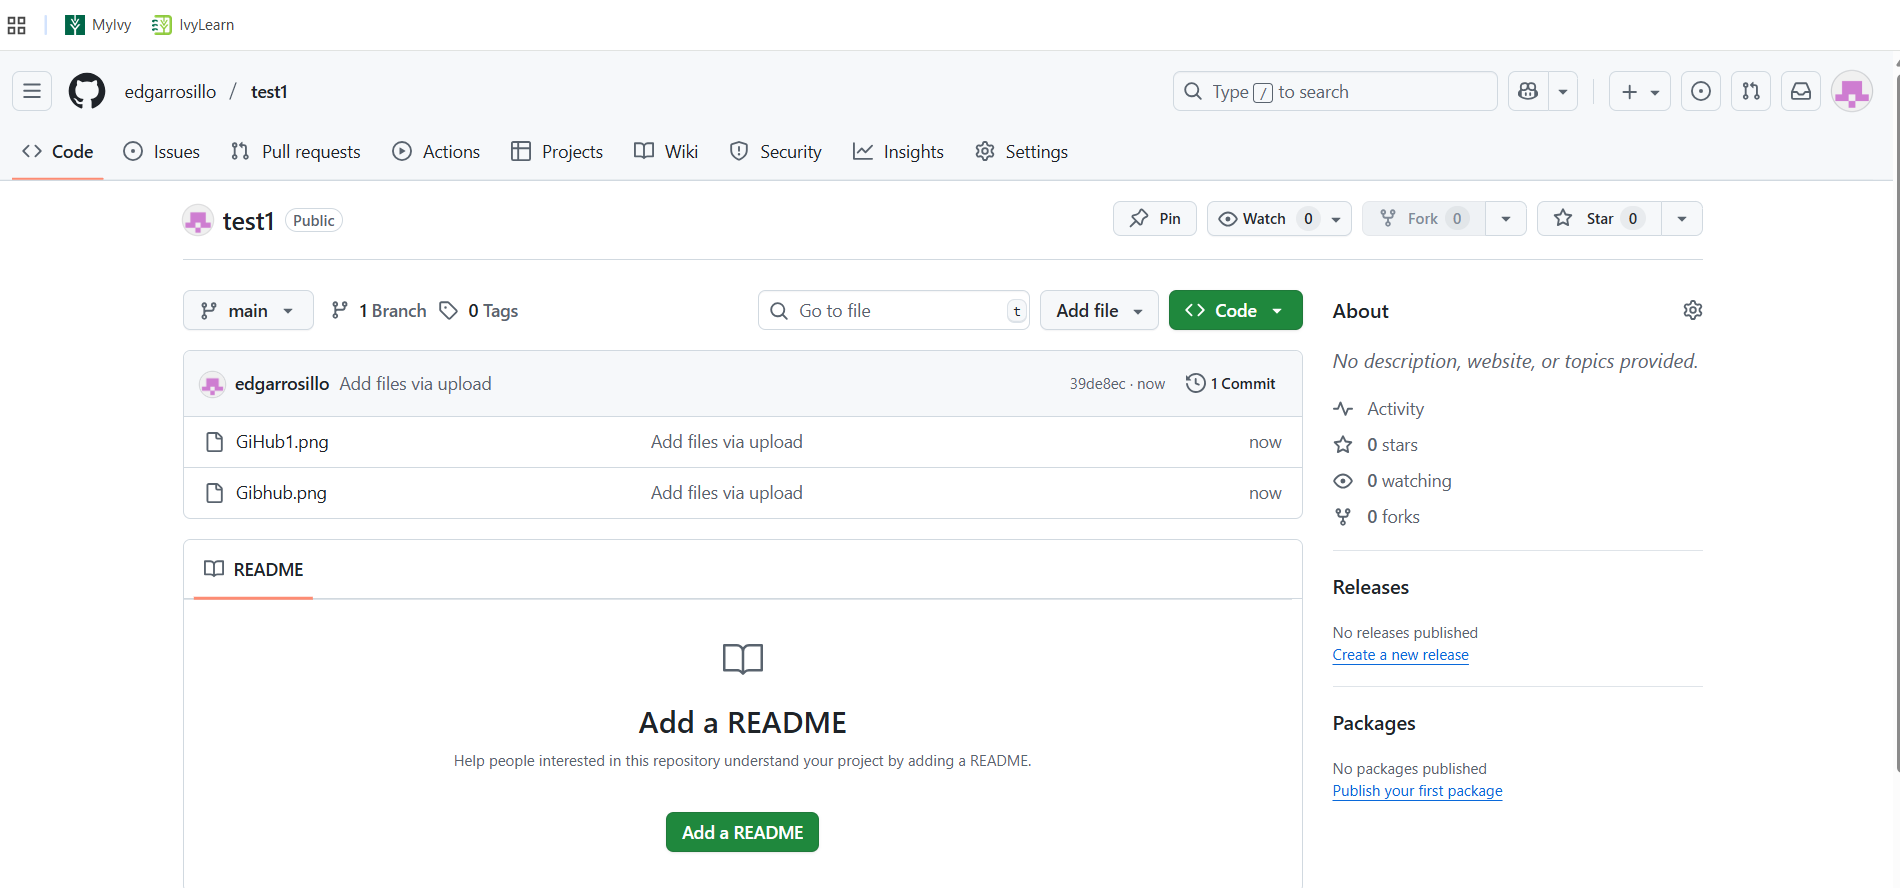 MyIvy IvyLearn
edgarrosillo / test1 Type / to search
Code Issues Pull requests Actions Projects Wiki Security Insights Settings
test1 Public Pin Watch 0 Fork 0 Star 0
main 1 Branch 0 Tags Go to file t Add file Code
edgarrosillo Add files via upload 39de8ec · now 1 Commit
GiHub1.png Add files via upload now
Gibhub.png Add files via upload now
README
Add a README
Help people interested in this repository understand your project by adding a README.
Add a README
About
No description, website, or topics provided.
Activity
0 stars
0 watching
0 forks
Releases
No releases published
Create a new release
Packages
No packages published
Publish your first package